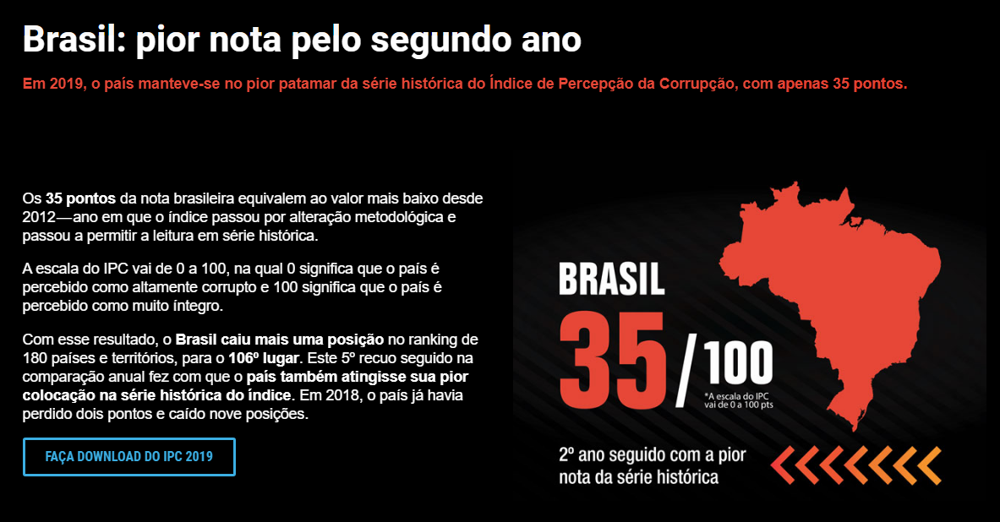 Brasil: pior nota pelo segundo ano
Em 2019, o país manteve-se no pior patamar da série histórica do Índice de Percepção da Corrupção, com apenas 35 pontos.
Os 35 pontos da nota brasileira equivalem ao valor mais baixo desde
2012—ano em que o índice passou por alteração metodológica e
passou a permitir a leitura em série histórica.
A escala do IPC vai de 0 a 100, na qual 0 significa que o país é
percebido como altamente corrupto e 100 significa que o país é
percebido como muito íntegro.
Com esse resultado, o Brasil caiu mais uma posição no ranking de
180 países e territórios, para o 106º lugar. Este 5º recuo seguido na
comparação anual fez com que o país também atingisse sua pior
colocação na série histórica do índice. Em 2018, o país já havia
perdido dois pontos e caído nove posições.
FAÇA DOWNLOAD DO IPC 2019
BRASIL
35/100
*A escala do IPC
vai de 0 a 100 pts
2º ano seguido com a pior
nota da série histórica